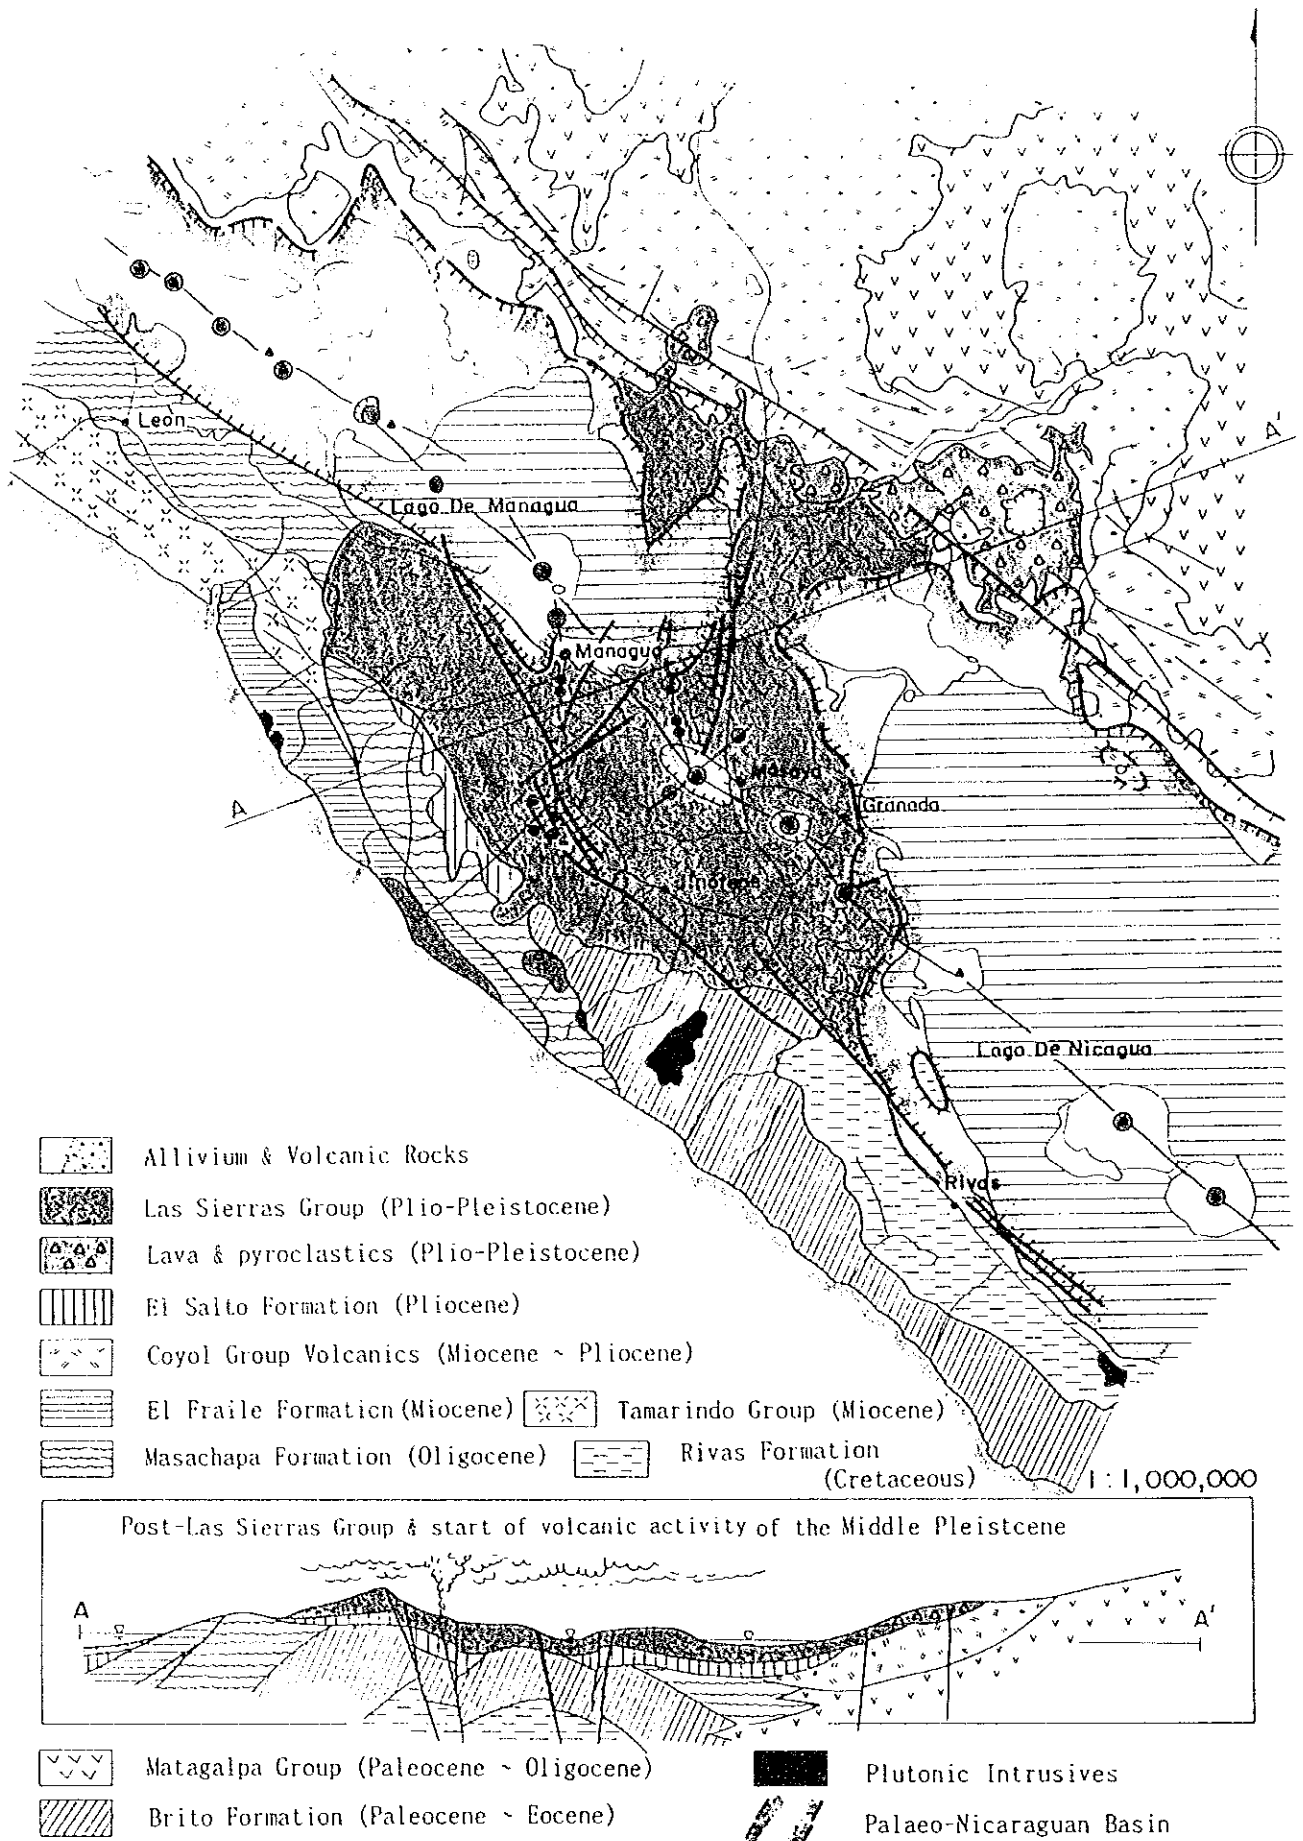 A'
León
Lago De Managua
Managua
A
Masaya
Granada
Jinotepe
Lago De Nicagua
Rivas
Allivium & Volcanic Rocks
Las Sierras Group (Plio-Pleistocene)
Lava & pyroclastics (Plio-Pleistocene)
El Salto Formation (Pliocene)
Coyol Group Volcanics (Miocene ~ Pliocene)
El Fraile Formation (Miocene) Tamarindo Group (Miocene)
Masachapa Formation (Oligocene) Rivas Formation
(Cretaceous) 1:1,000,000
Post-Las Sierras Group & start of volcanic activity of the Middle Pleistcene
A
A'
Matagalpa Group (Paleocene ~ Oligocene) Plutonic Intrusives
Brito Formation (Paleocene ~ Eocene) Palaeo-Nicaraguan Basin